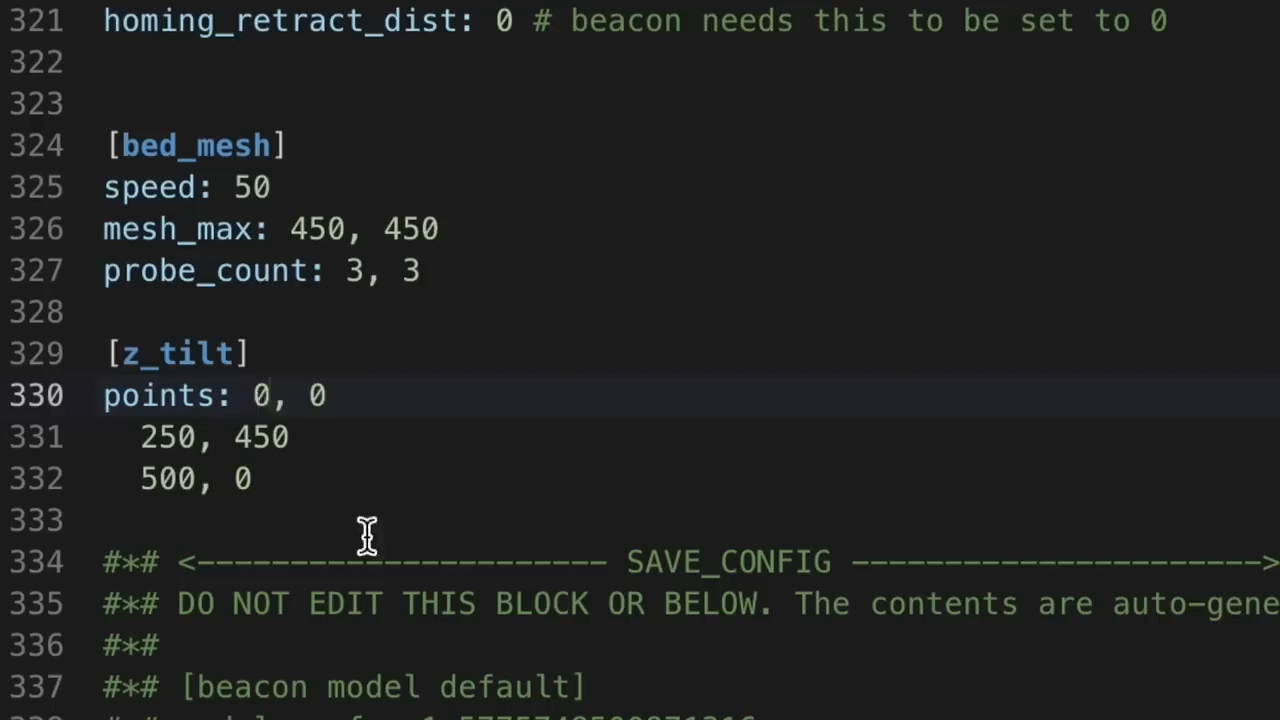 321 homing_retract_dist: 0 # beacon needs this to be set to 0
322
323
324 [bed_mesh]
325 speed: 50
326 mesh_max: 450, 450
327 probe_count: 3, 3
328
329 [z_tilt]
330 points: 0, 0
331 250, 450
332 500, 0
333
334 #*# <---------------------- SAVE_CONFIG ---------------------->
335 #*# DO NOT EDIT THIS BLOCK OR BELOW. The contents are auto-gene
336 #*#
337 #*# [beacon model default]